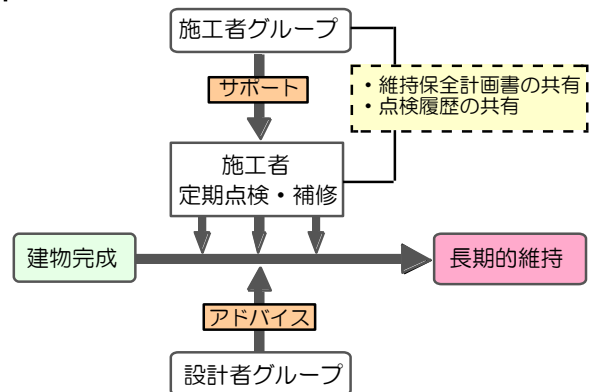 施工者グループ
サポート
・維持保全計画書の共有
・点検履歴の共有
施工者
定期点検・補修
建物完成
長期的維持
アドバイス
設計者グループ